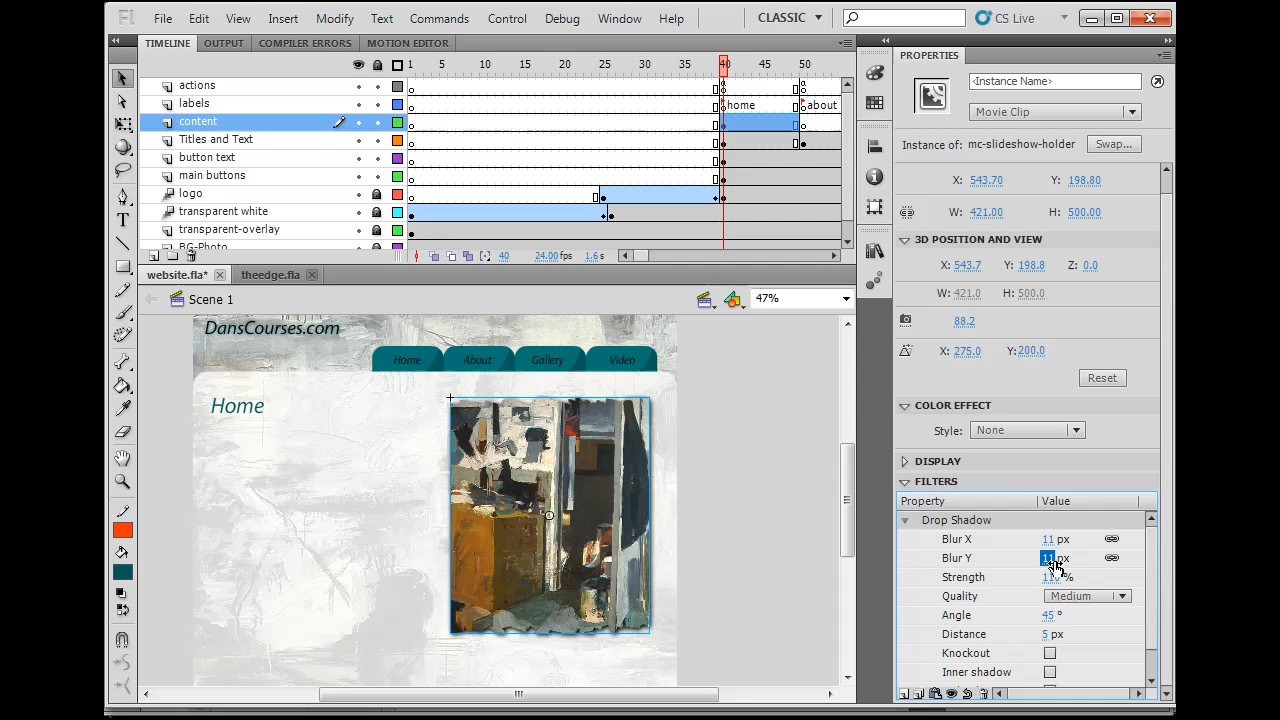 Fl File Edit View Insert Modify Text Commands Control Debug Window Help CLASSIC CS Live
TIMELINE OUTPUT COMPILER ERRORS MOTION EDITOR
1 5 10 15 20 25 30 35 40 45 50
actions
labels home about
content
Titles and Text
button text
main buttons
logo
transparent white
transparent-overlay
BG-Photo
40 24.00 fps 1.6 s
website.fla* theedge.fla
Scene 1 47%
DansCourses.com
Home About Gallery Video
Home
PROPERTIES
<Instance Name>
Movie Clip
Instance of: mc-slideshow-holder Swap...
X: 543.70 Y: 198.80
W: 421.00 H: 500.00
3D POSITION AND VIEW
X: 543.7 Y: 198.8 Z: 0.0
W: 421.0 H: 500.0
88.2
X: 275.0 Y: 200.0
Reset
COLOR EFFECT
Style: None
DISPLAY
FILTERS
Property Value
Drop Shadow
Blur X 11 px
Blur Y 11 px
Strength %
Quality Medium
Angle 45 °
Distance 5 px
Knockout
Inner shadow